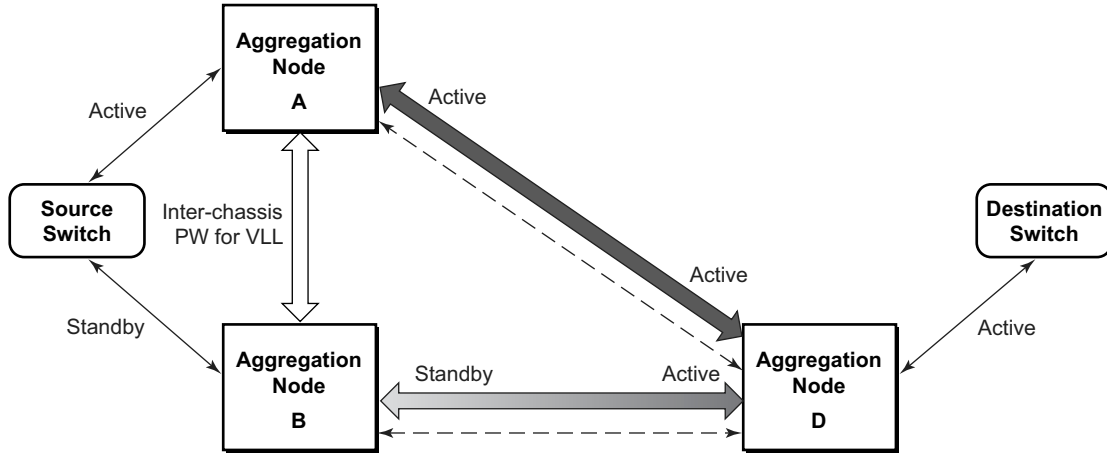 Aggregation
Node
A
Active
Active
Source
Switch
Inter-chassis
PW for VLL
Destination
Switch
Active
Standby
Active
Aggregation
Node
B
Standby
Active
Aggregation
Node
D